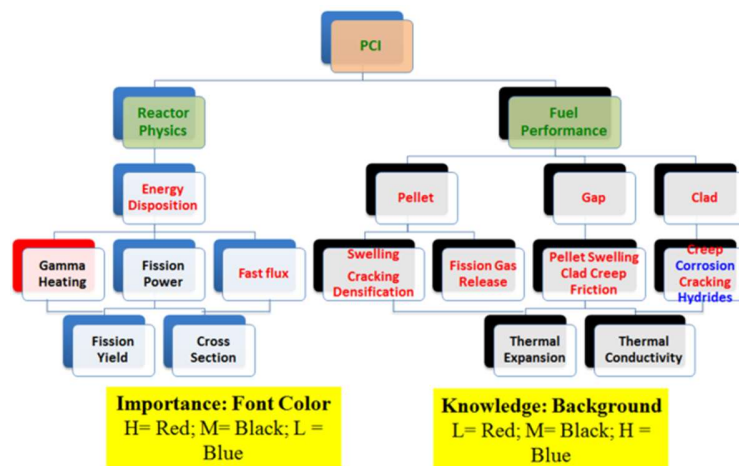 PCI
Reactor
Physics
Fuel
Performance
Energy
Disposition
Pellet
Gap
Clad
Gamma
Heating
Fission
Power
Fast flux
Swelling
Cracking
Densification
Fission Gas
Release
Pellet Swelling
Clad Creep
Friction
Creep
Corrosion
Cracking
Hydrides
Fission
Yield
Cross
Section
Thermal
Expansion
Thermal
Conductivity
Importance: Font Color
H= Red; M= Black; L =
Blue
Knowledge: Background
L= Red; M= Black; H =
Blue